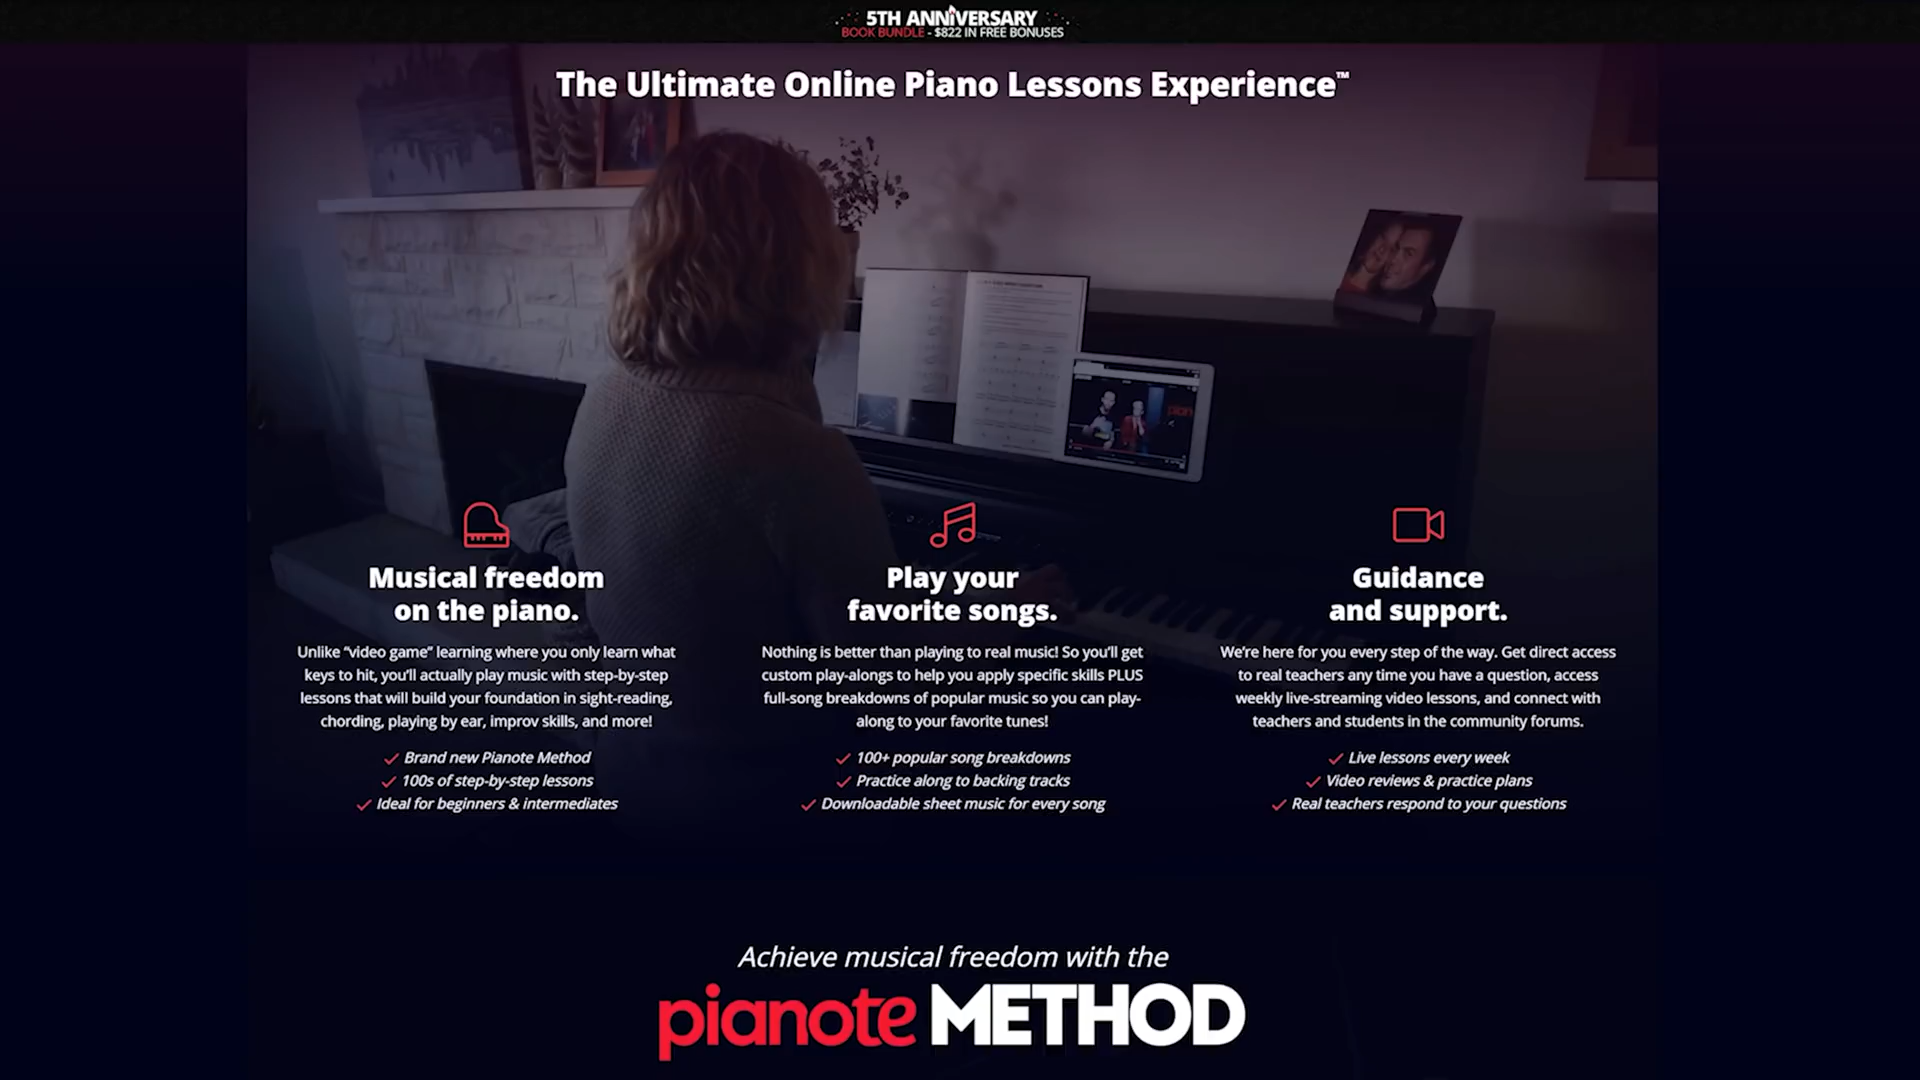 5TH ANNIVERSARY
BOOK BUNDLE - $822 IN FREE BONUSES
The Ultimate Online Piano Lessons Experience™
Musical freedom
on the piano.
Unlike “video game” learning where you only learn what
keys to hit, you’ll actually play music with step-by-step
lessons that will build your foundation in sight-reading,
chording, playing by ear, improv skills, and more!
Brand new Pianote Method
100s of step-by-step lessons
Ideal for beginners & intermediates
Play your
favorite songs.
Nothing is better than playing to real music! So you’ll get
custom play-alongs to help you apply specific skills PLUS
full-song breakdowns of popular music so you can play-
along to your favorite tunes!
100+ popular song breakdowns
Practice along to backing tracks
Downloadable sheet music for every song
Guidance
and support.
We’re here for you every step of the way. Get direct access
to real teachers any time you have a question, access
weekly live-streaming video lessons, and connect with
teachers and students in the community forums.
Live lessons every week
Video reviews & practice plans
Real teachers respond to your questions
Achieve musical freedom with the
pianote METHOD